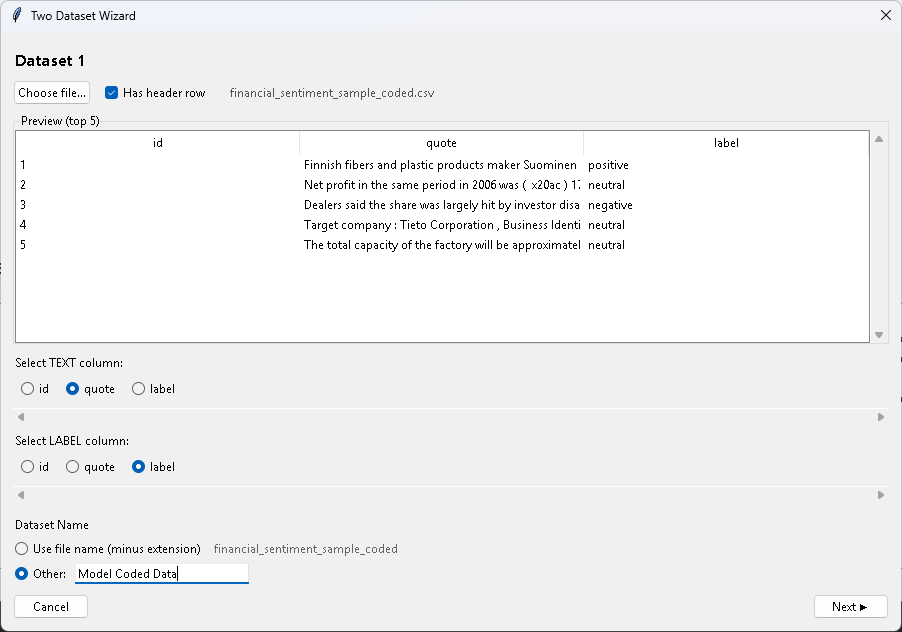 Two Dataset Wizard
Dataset 1
Choose file... Has header row financial_sentiment_sample_coded.csv
Preview (top 5)
id quote label
1 Finnish fibers and plastic products maker Suominen positive
2 Net profit in the same period in 2006 was ( x20ac ) 17 neutral
3 Dealers said the share was largely hit by investor disa negative
4 Target company : Tieto Corporation , Business Identi neutral
5 The total capacity of the factory will be approximatel neutral
Select TEXT column:
id quote label
Select LABEL column:
id quote label
Dataset Name
Use file name (minus extension) financial_sentiment_sample_coded
Other: Model Coded Data
Cancel Next ►